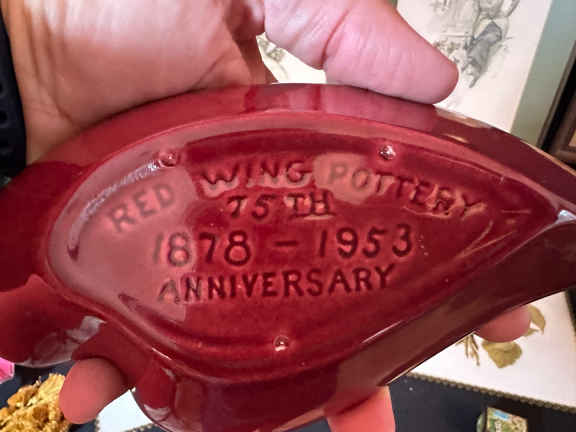 RED WING POTTERY
75TH
1878 - 1953
ANNIVERSARY